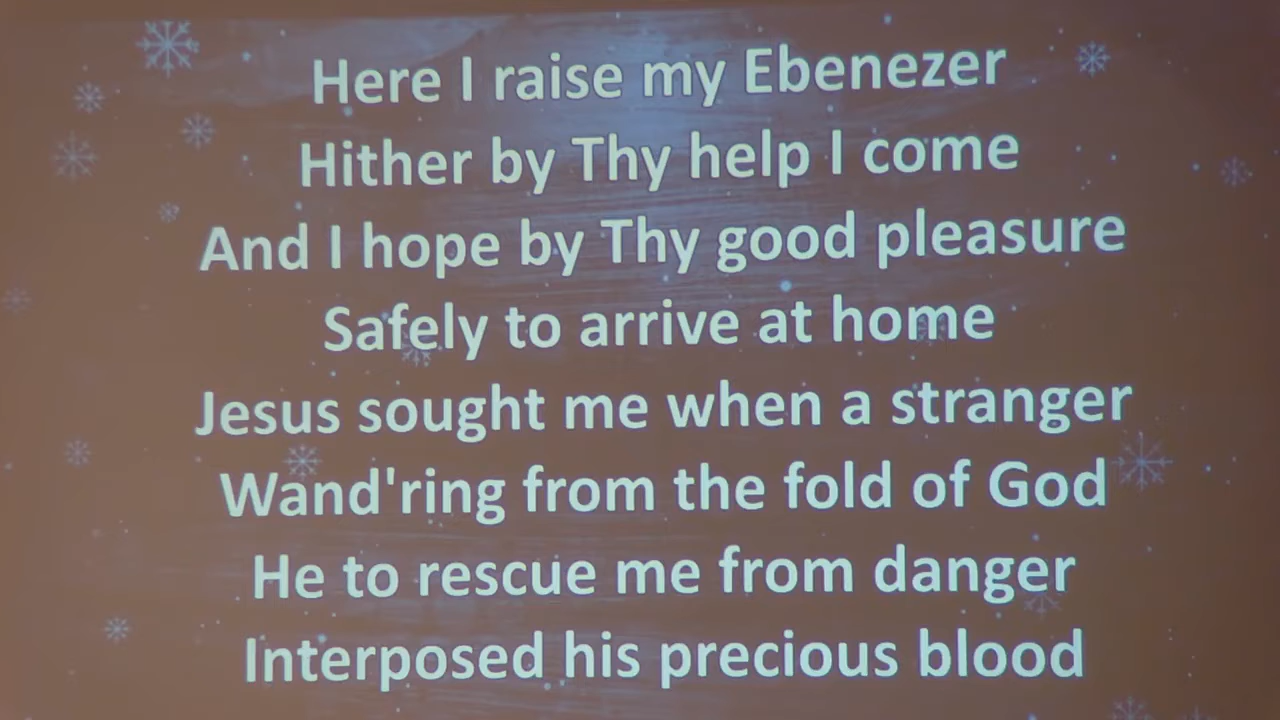 Here I raise my Ebenezer
Hither by Thy help I come
And I hope by Thy good pleasure
Safely to arrive at home
Jesus sought me when a stranger
Wand'ring from the fold of God
He to rescue me from danger
Interposed his precious blood